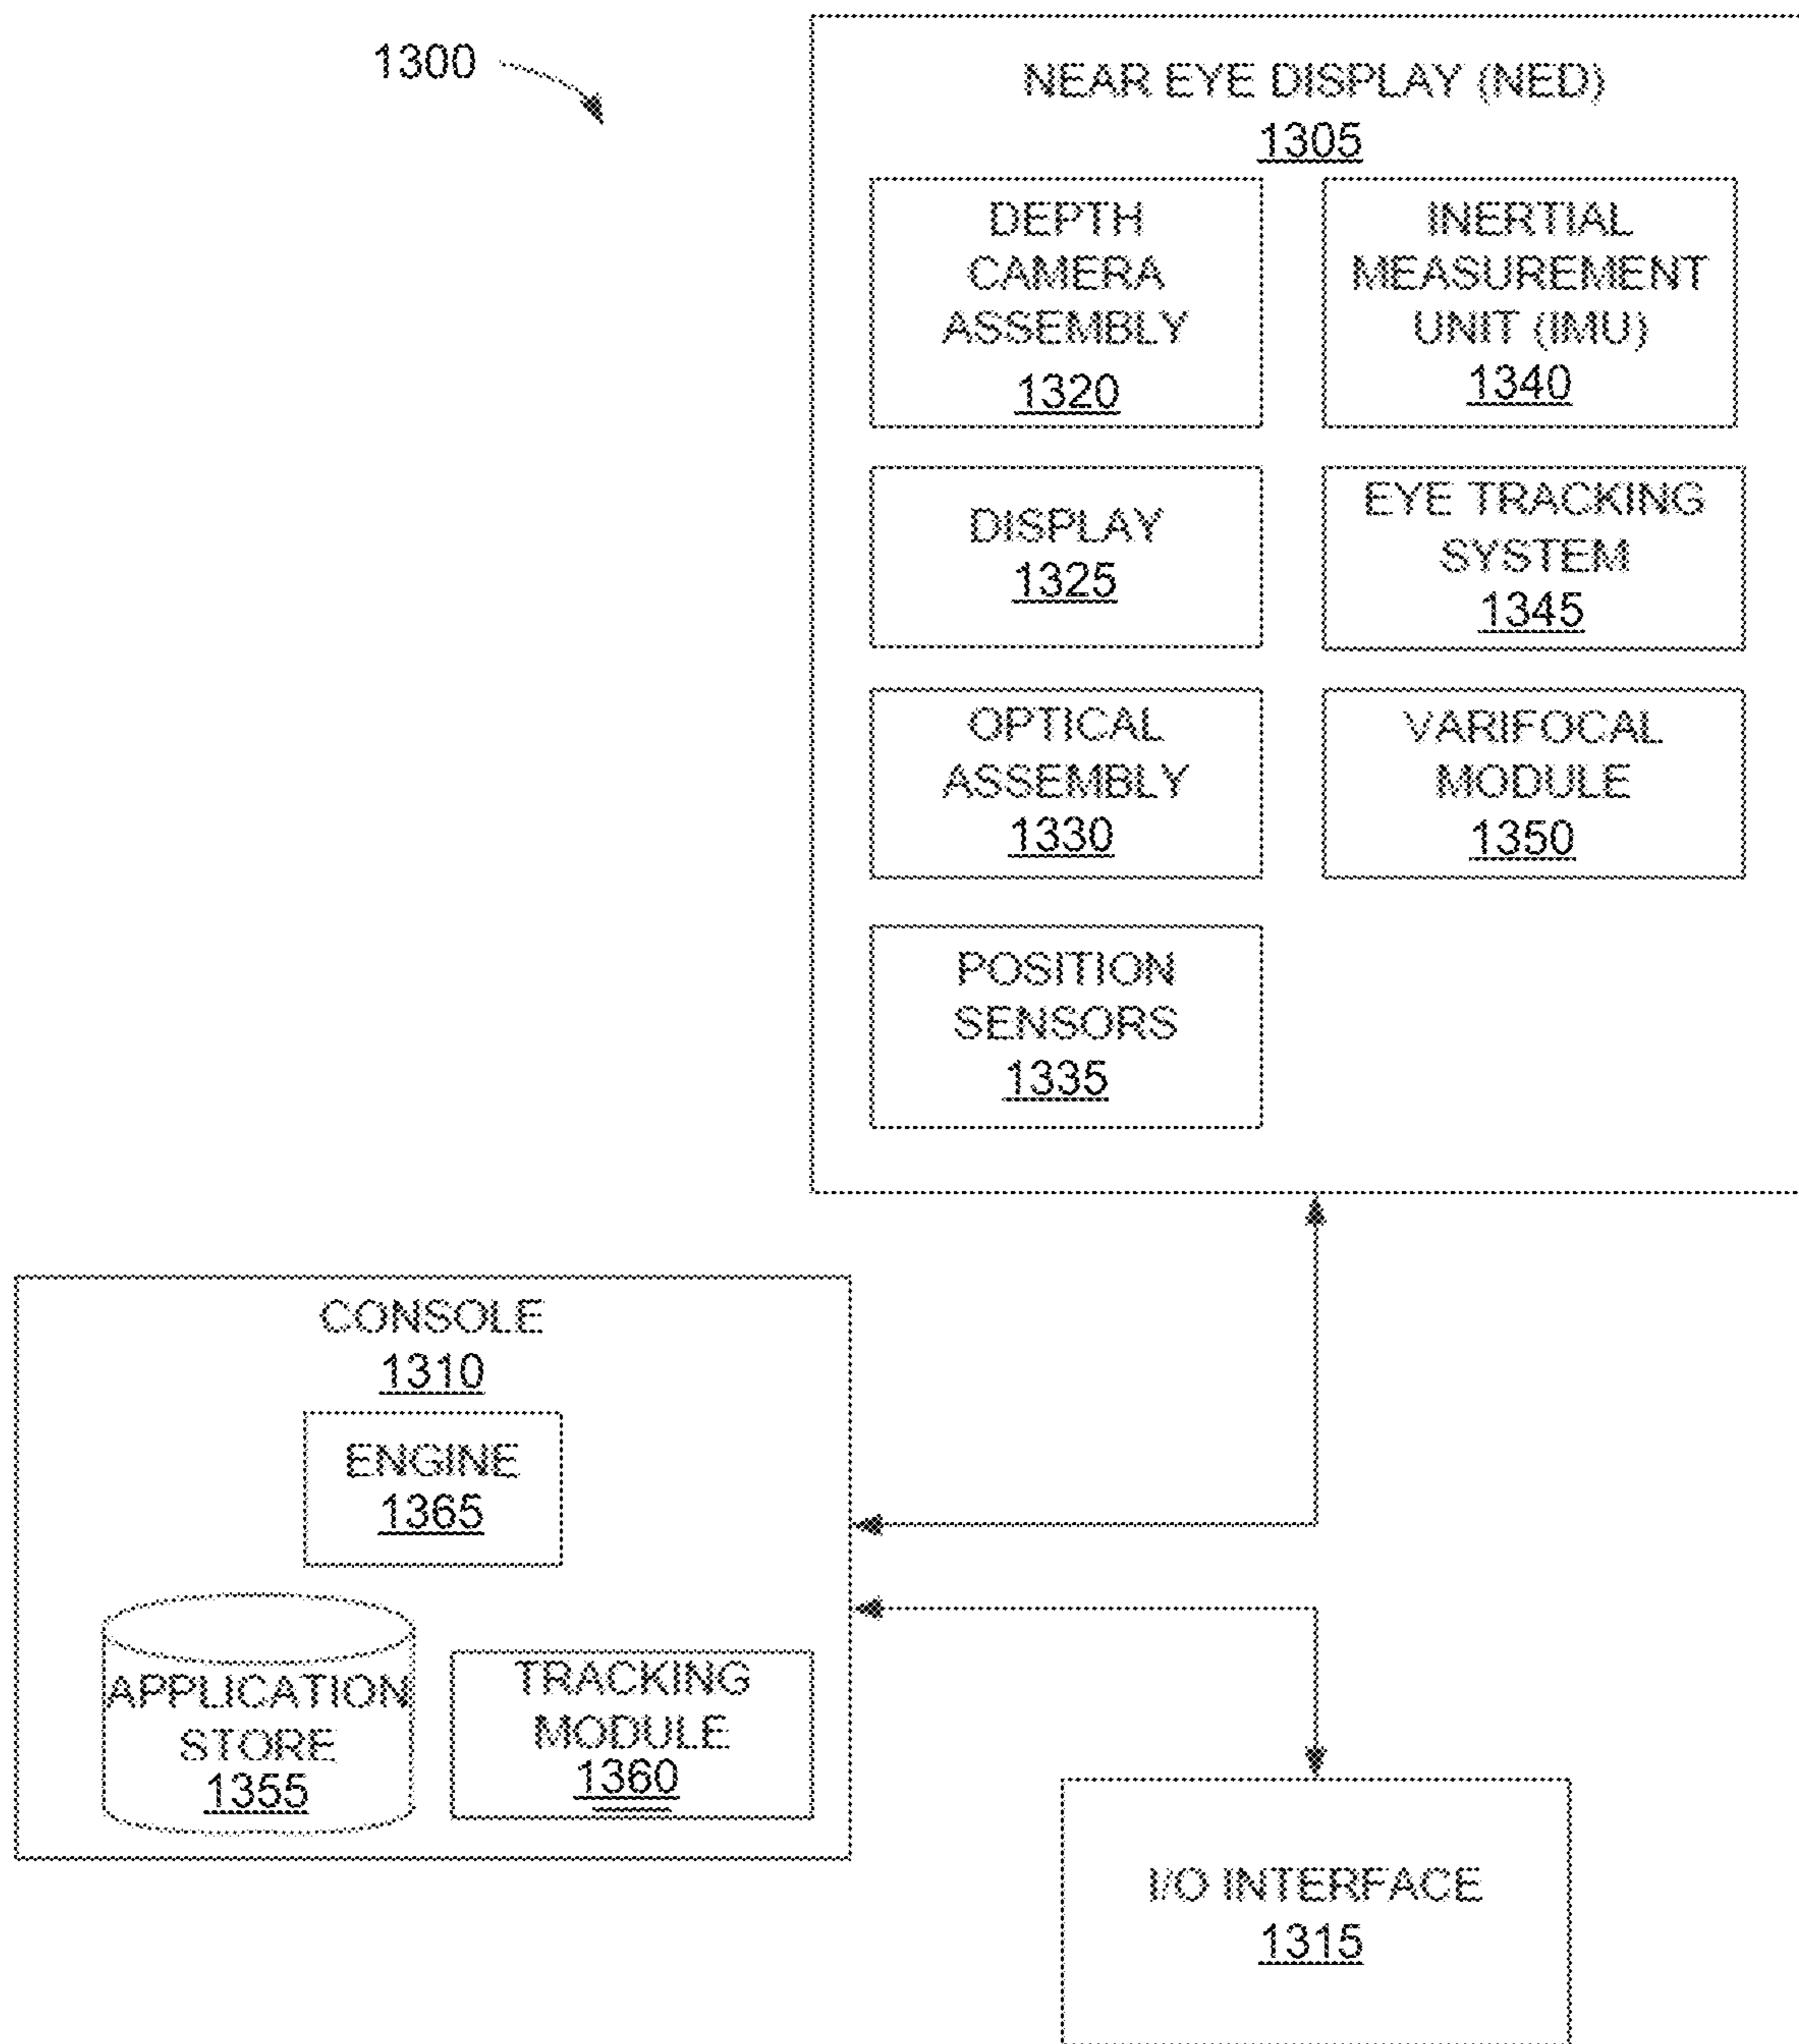 1300
NEAR EYE DISPLAY (NED)
1305
DEPTH
CAMERA
ASSEMBLY
1320
INERTIAL
MEASUREMENT
UNIT (IMU)
1340
DISPLAY
1325
EYE TRACKING
SYSTEM
1345
OPTICAL
ASSEMBLY
1330
VARIFOCAL
MODULE
1350
POSITION
SENSORS
1335
CONSOLE
1310
ENGINE
1365
APPLICATION
STORE
1355
TRACKING
MODULE
1360
I/O INTERFACE
1315